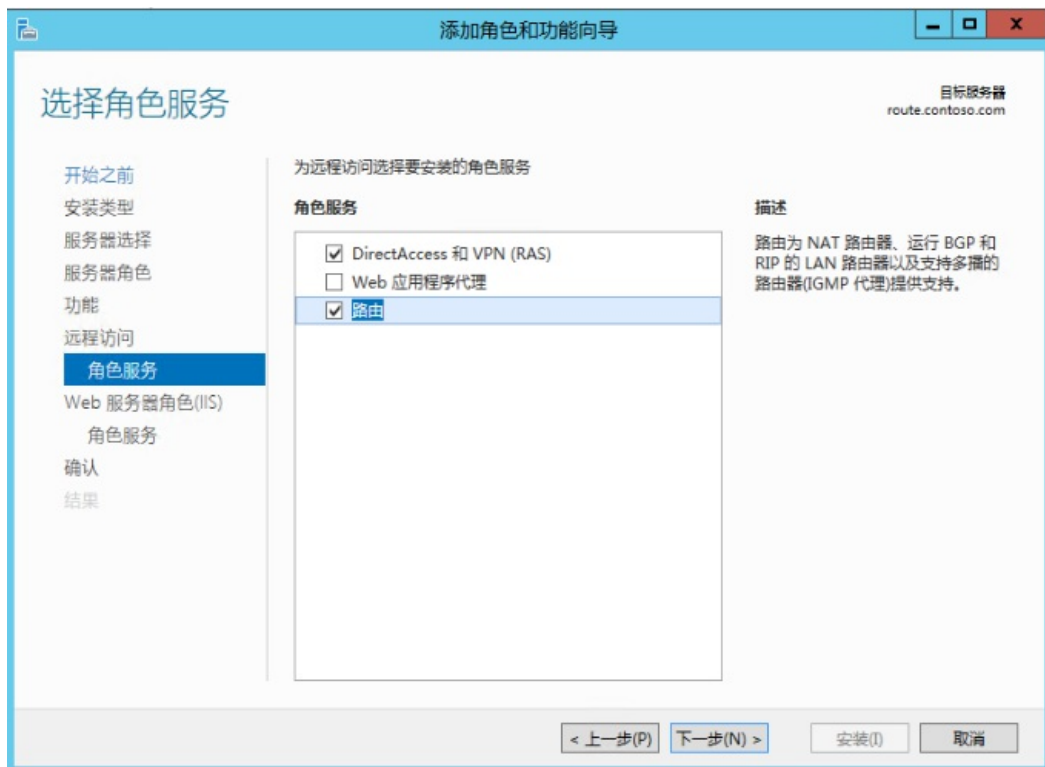 添加角色和功能向导
选择角色服务
目标服务器
route.contoso.com
开始之前
安装类型
服务器选择
服务器角色
功能
远程访问
角色服务
Web 服务器角色(IIS)
角色服务
确认
结果
为远程访问选择要安装的角色服务
角色服务
DirectAccess 和 VPN (RAS)
Web 应用程序代理
路由
描述
路由为 NAT 路由器、运行 BGP 和
RIP 的 LAN 路由器以及支持多播的
路由器(IGMP 代理)提供支持。
< 上一步(P)
下一步(N) >
安装(I)
取消